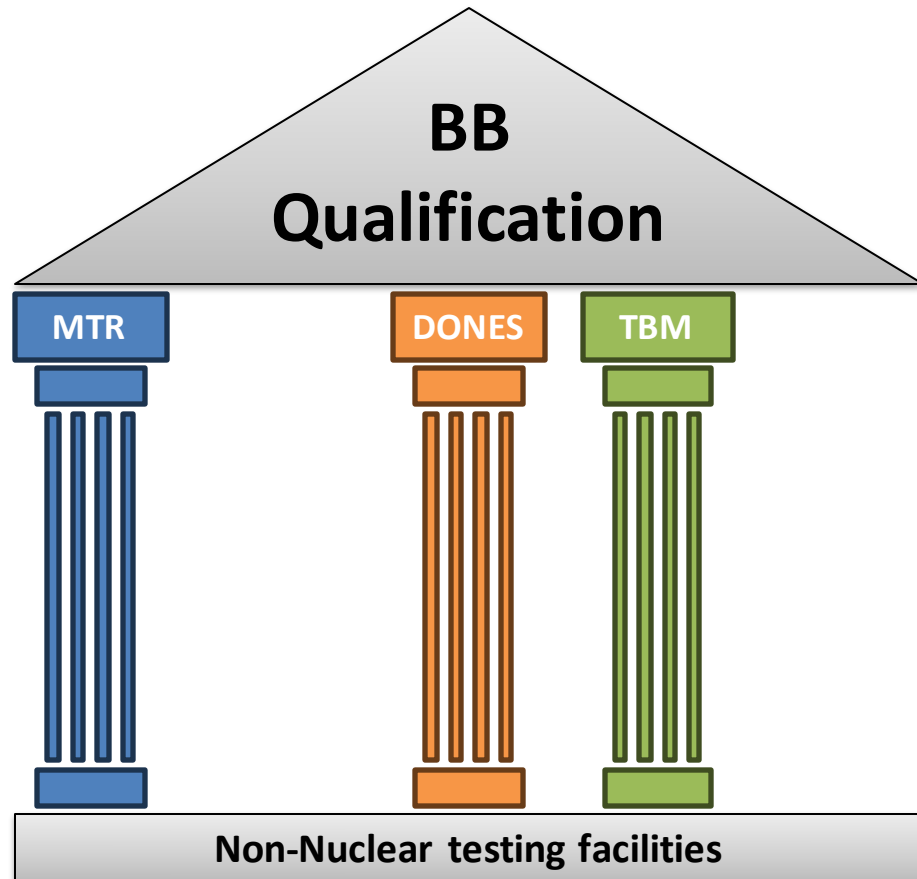 BB
Qualification
MTR
DONES
TBM
Non-Nuclear testing facilities